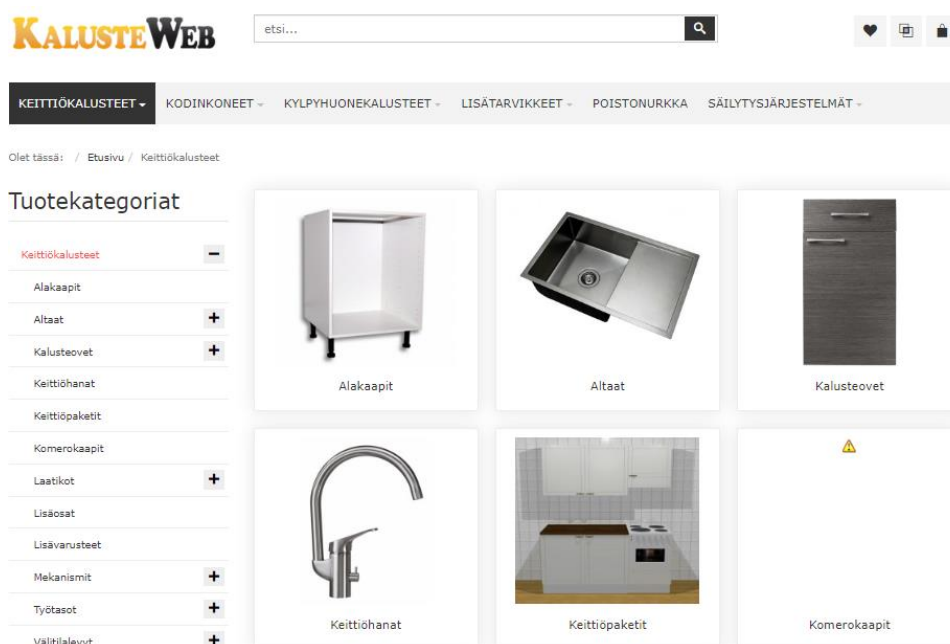 KALUSTEWEB
etsi...
KEITTIÖKALUSTEET KODINKONEET KYLPYHUONEKALUSTEET LISÄTARVIKKEET POISTONURKKA SÄILYTYSJÄRJESTELMÄT
Olet tässä: / Etusivu / Keittiökalusteet
Tuotekategoriat
Keittiökalusteet −
Alakaapit
Altaat +
Kalusteovet +
Keittiöhanat
Keittiöpaketit
Komerokaapit
Laatikot +
Lisäosat
Lisävarusteet
Mekanismit +
Työtasot +
Välitilalevyt +
Alakaapit
Altaat
Kalusteovet
Keittiöhanat
Keittiöpaketit
Komerokaapit